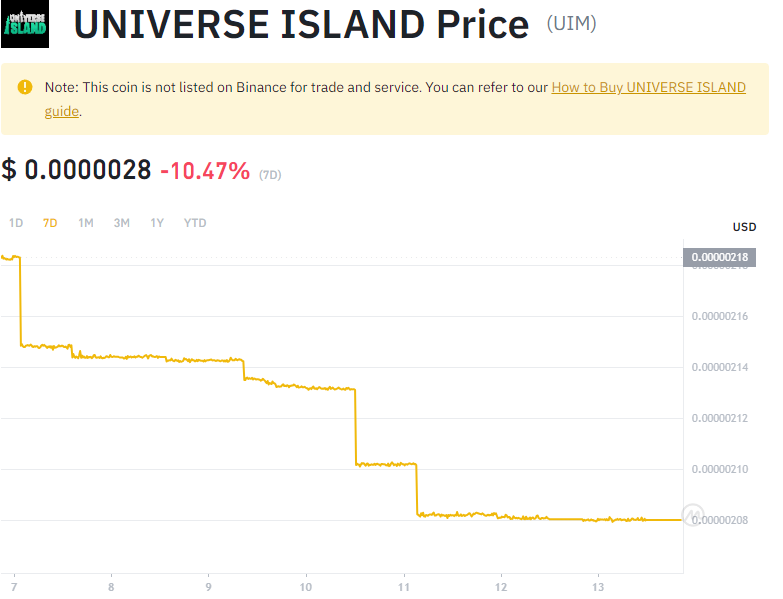 UNIVERSE
ISLAND
UNIVERSE ISLAND Price (UIM)
Note: This coin is not listed on Binance for trade and service. You can refer to our How to Buy UNIVERSE ISLAND
guide.
$ 0.0000028 -10.47% (7D)
1D 7D 1M 3M 1Y YTD
USD
0.00000218
0.00000216
0.00000214
0.00000212
0.00000210
0.00000208
7 8 9 10 11 12 13